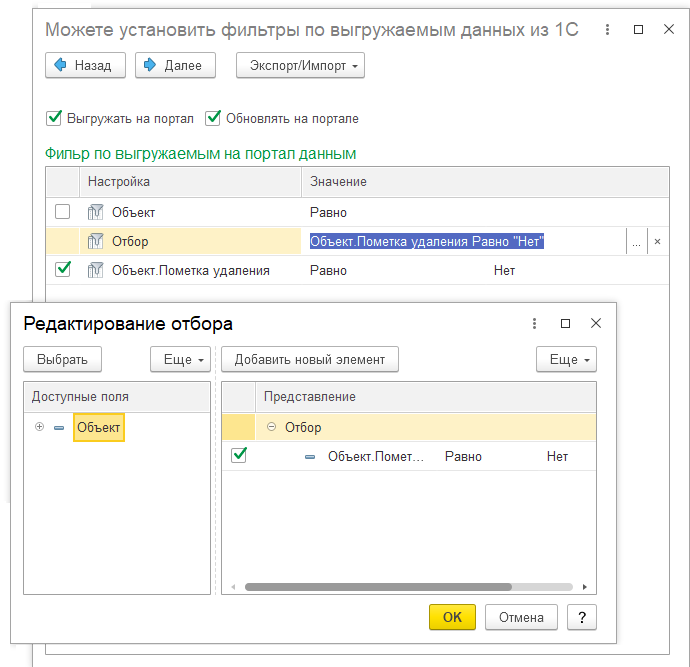 Можете установить фильтры по выгружаемым данных из 1С
Назад Далее Экспорт/Импорт
Выгружать на портал Обновлять на портале
Фильр по выгружаемым на портал данным
Настройка Значение
Объект Равно
Отбор Объект.Пометка удаления Равно "Нет" ... ×
Объект.Пометка удаления Равно Нет
Редактирование отбора
Выбрать Еще Добавить новый элемент Еще
Доступные поля Представление
Объект Отбор
Объект.Помет... Равно Нет
OK Отмена ?